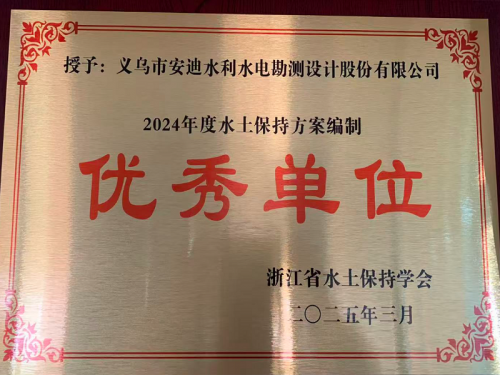 授予：义乌市安迪水利水电勘测设计股份有限公司
2024年度水土保持方案编制
优秀单位
浙江省水土保持学会
二〇二五年三月